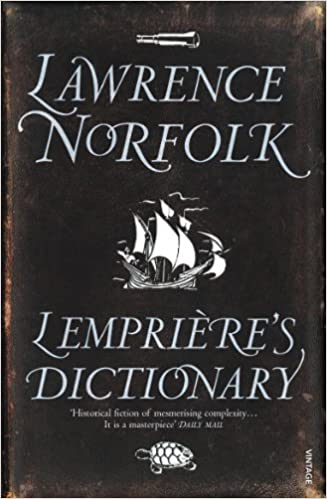 LAWRENCE
NORFOLK
LEMPRIÈRE'S
DICTIONARY
'Historical fiction of mesmerising complexity...
It is a masterpiece' DAILY MAIL
VINTAGE